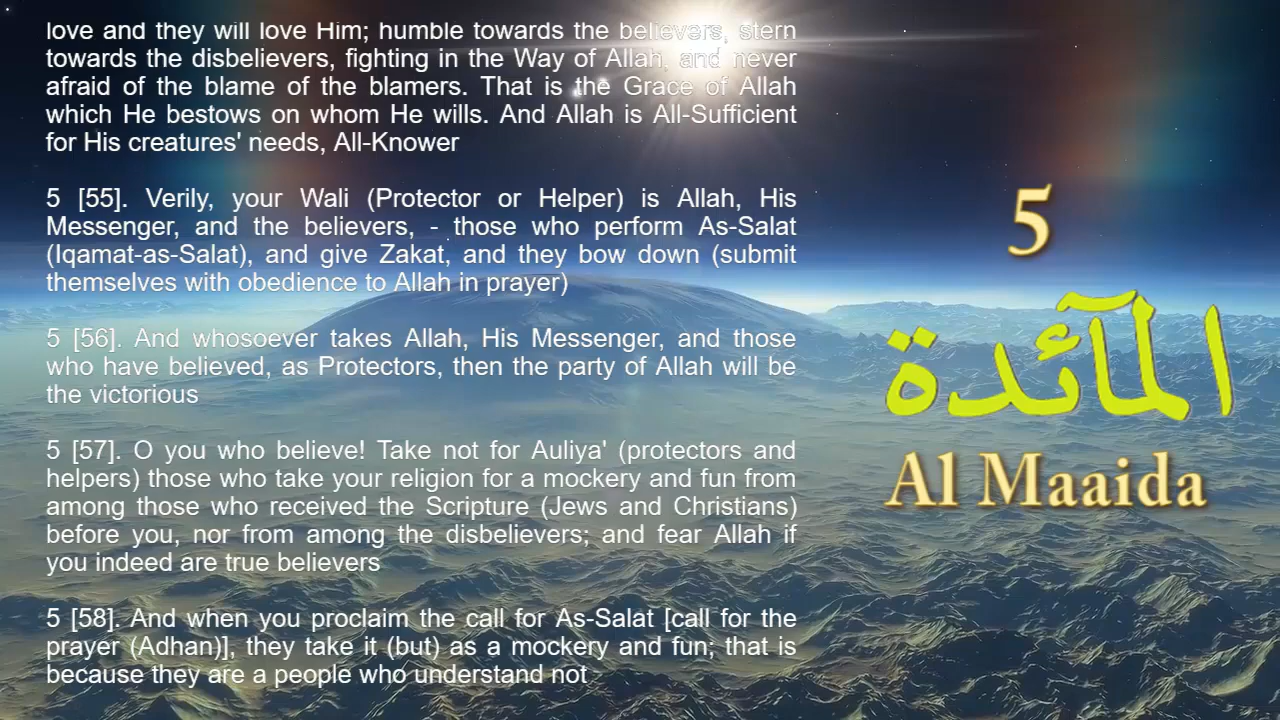 love and they will love Him; humble towards the believers, stern
towards the disbelievers, fighting in the Way of Allah, and never
afraid of the blame of the blamers. That is the Grace of Allah
which He bestows on whom He wills. And Allah is All-Sufficient
for His creatures' needs, All-Knower
5 [55]. Verily, your Wali (Protector or Helper) is Allah, His
Messenger, and the believers, - those who perform As-Salat
(Iqamat-as-Salat), and give Zakat, and they bow down (submit
themselves with obedience to Allah in prayer)
5 [56]. And whosoever takes Allah, His Messenger, and those
who have believed, as Protectors, then the party of Allah will be
the victorious
5 [57]. O you who believe! Take not for Auliya' (protectors and
helpers) those who take your religion for a mockery and fun from
among those who received the Scripture (Jews and Christians)
before you, nor from among the disbelievers; and fear Allah if
you indeed are true believers
5 [58]. And when you proclaim the call for As-Salat [call for the
prayer (Adhan)], they take it (but) as a mockery and fun; that is
because they are a people who understand not
5
المآئدة
Al Maaida